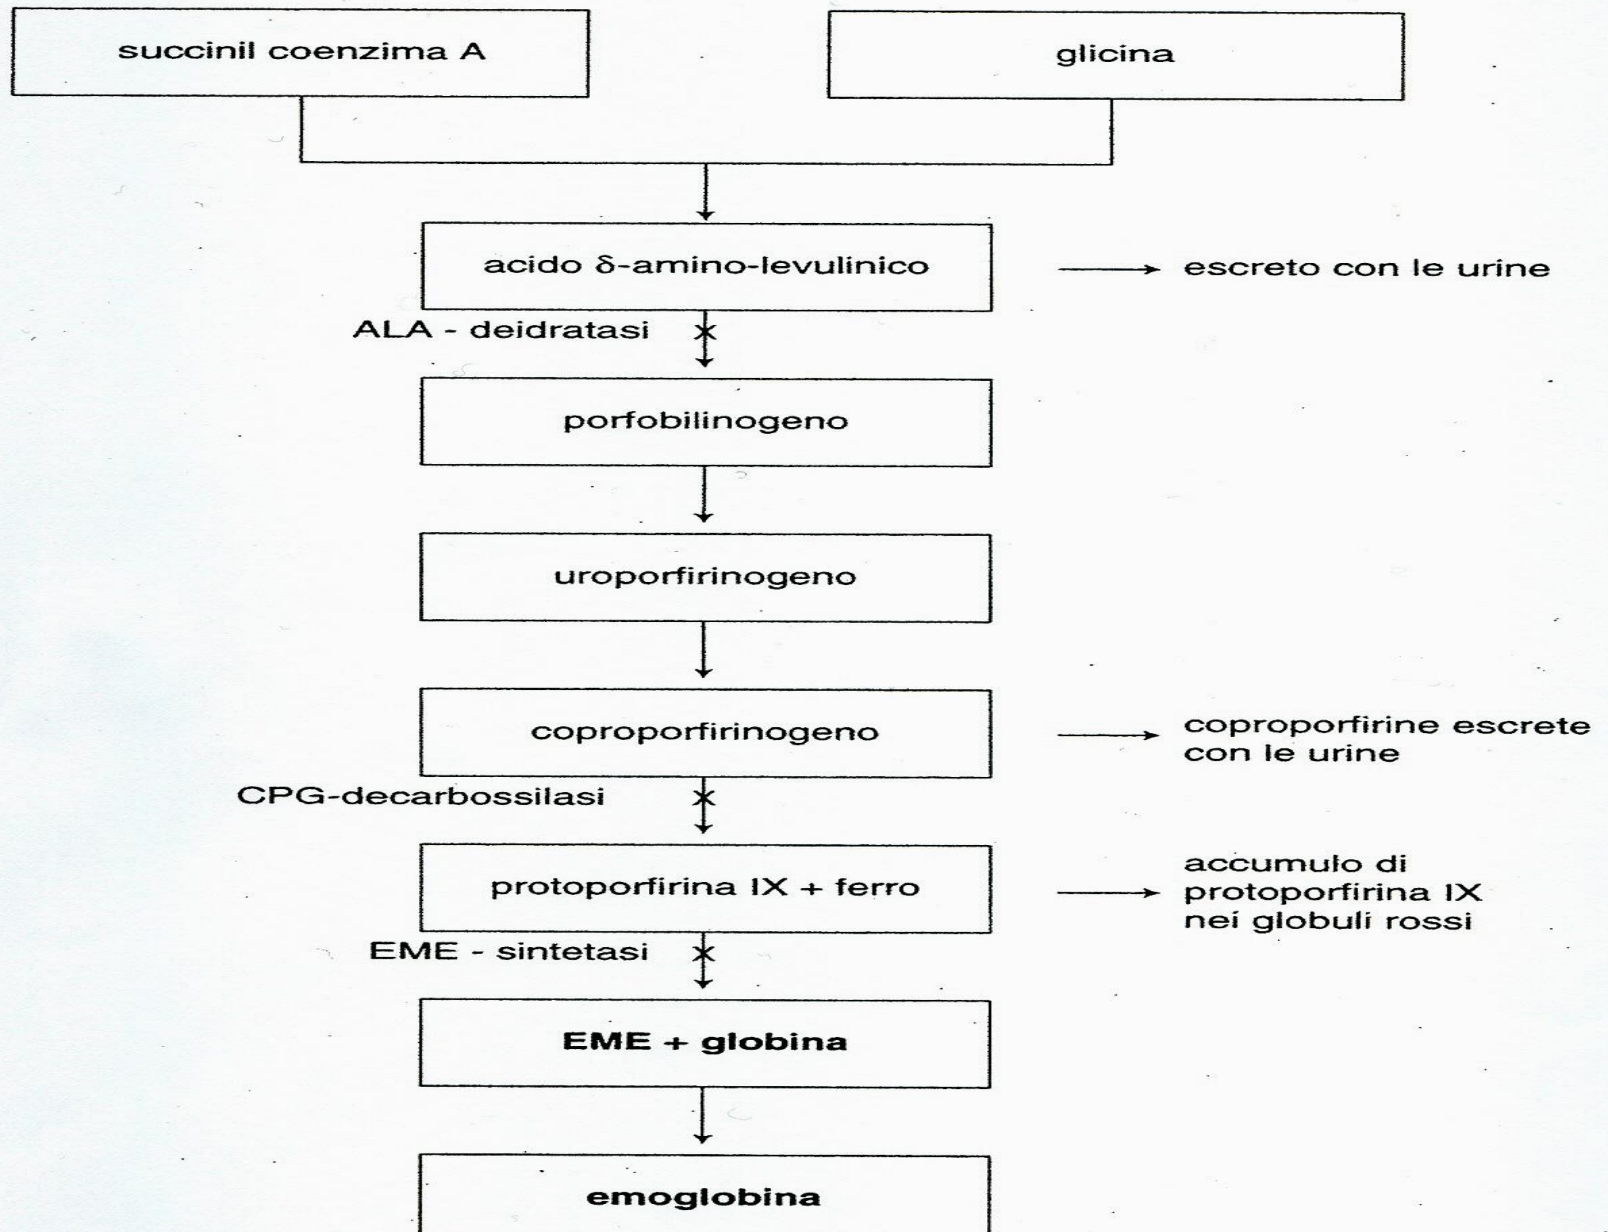 succinil coenzima A
glicina
acido δ-amino-levulinico
escreto con le urine
ALA - deidratasi
porfobilinogeno
uroporfirinogeno
coproporfirinogeno
coproporfirine escrete
con le urine
CPG-decarbossilasi
protoporfirina IX + ferro
accumulo di
protoporfirina IX
nei globuli rossi
EME - sintetasi
EME + globina
emoglobina